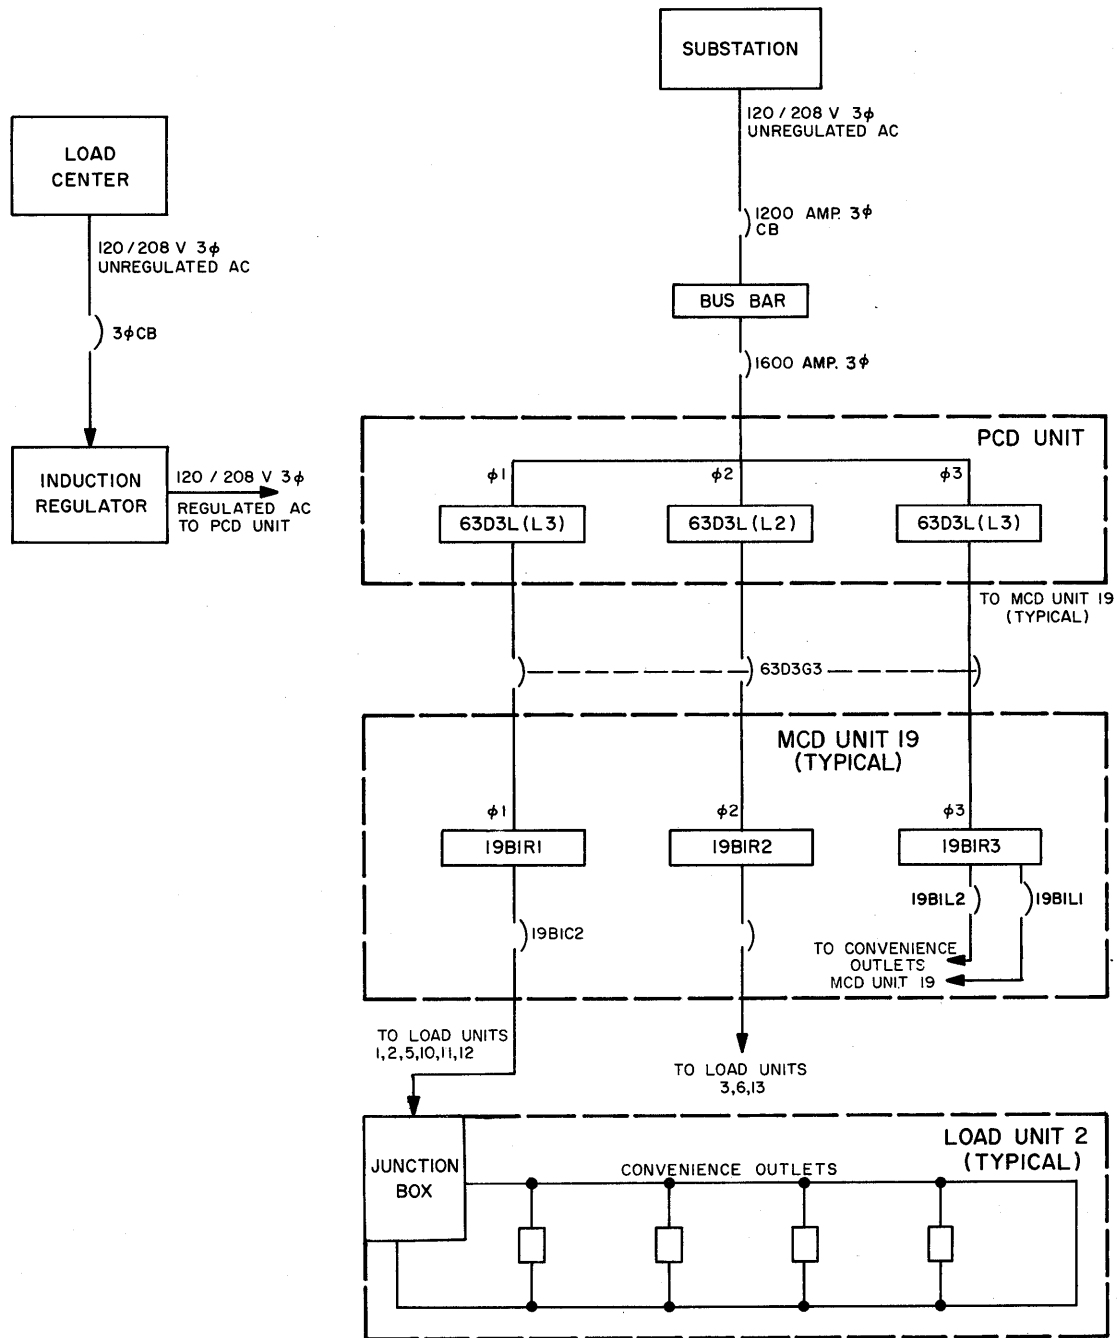 SUBSTATION
120/208 V 3ϕ
UNREGULATED AC
LOAD
CENTER
1200 AMP. 3ϕ
CB
120/208 V 3ϕ
UNREGULATED AC
BUS BAR
3ϕCB
1600 AMP. 3ϕ
PCD UNIT
INDUCTION
REGULATOR
120 / 208 V 3ϕ
REGULATED AC
TO PCD UNIT
ϕ1
ϕ2
ϕ3
63D3L(L3)
63D3L(L2)
63D3L(L3)
TO MCD UNIT 19
(TYPICAL)
63D3G3
MCD UNIT 19
(TYPICAL)
ϕ1
ϕ2
ϕ3
19B1R1
19B1R2
19B1R3
19B1L2
19B1L1
19B1C2
TO CONVENIENCE
OUTLETS
MCD UNIT 19
TO LOAD UNITS
1,2,5,10,11,12
TO LOAD UNITS
3,6,13
LOAD UNIT 2
(TYPICAL)
JUNCTION
BOX
CONVENIENCE OUTLETS